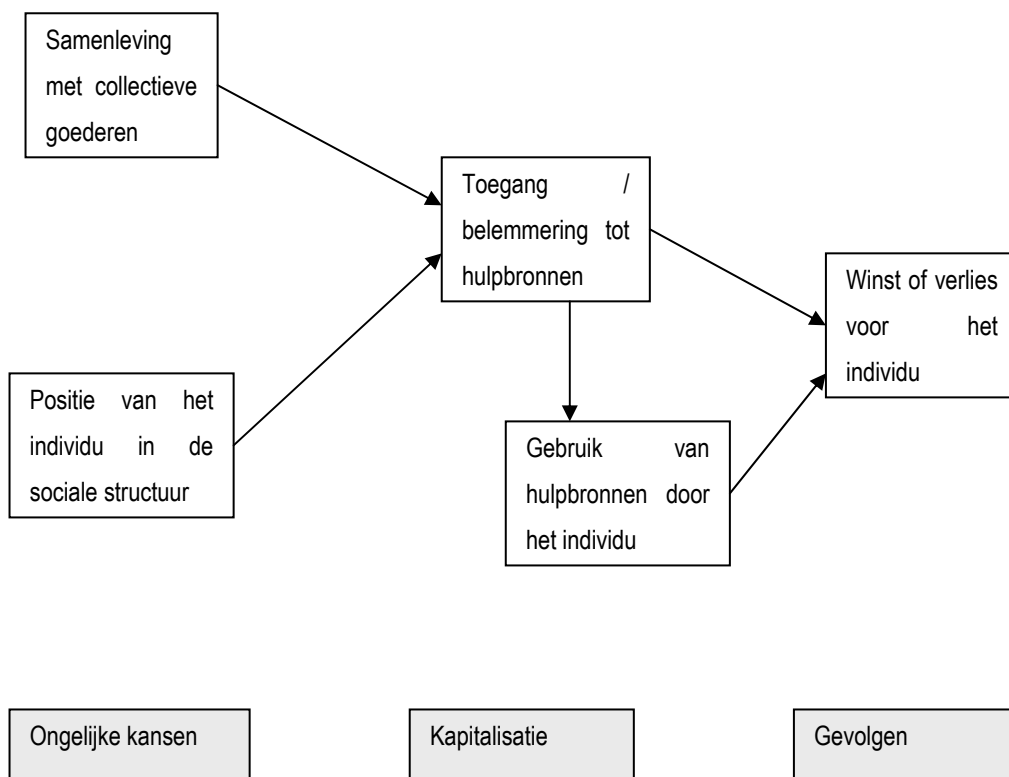 Samenleving
met collectieve
goederen
Toegang /
belemmering tot
hulpbronnen
Winst of verlies
voor het
individu
Positie van het
individu in de
sociale structuur
Gebruik van
hulpbronnen door
het individu
Ongelijke kansen
Kapitalisatie
Gevolgen